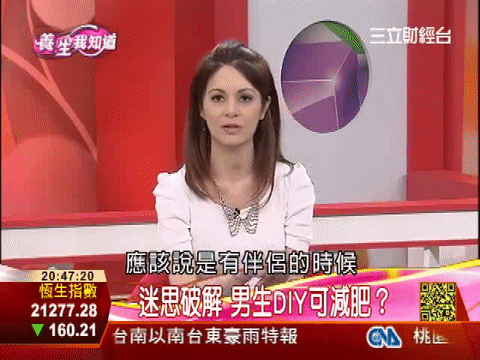 養生我知道
三立財經台
應該說是有伴侶的時候
20:47:20
恆生指數
21277.28
▼160.21
迷思破解 男生DIY可減肥？
台南以南台東豪雨特報
CNA
桃園